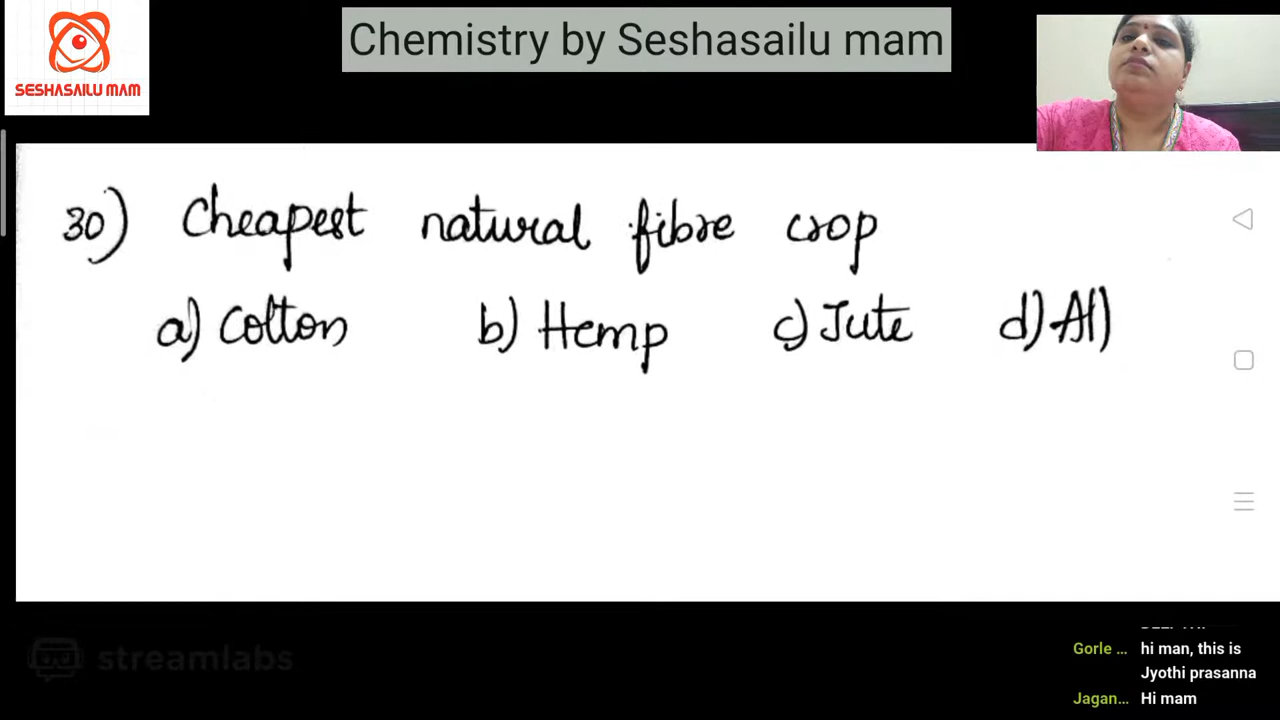 SESHASAILU MAM
Chemistry by Seshasailu mam
30) Cheapest natural fibre crop
a) Cotton b) Hemp c) Jute d) All
streamlabs
Gorle … hi man, this is
Jyothi prasanna
Jagan… Hi mam